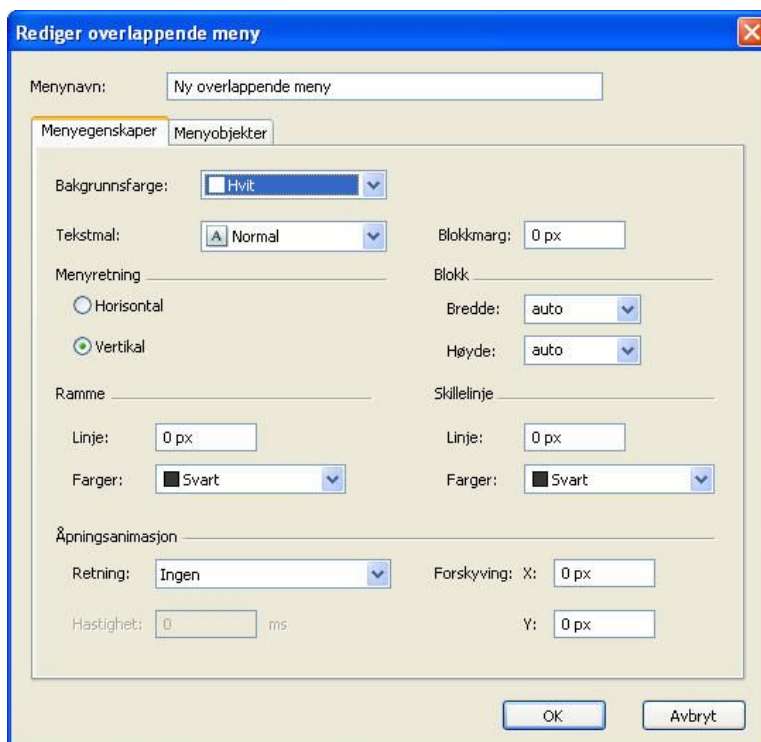 Rediger overlappende meny
Menynavn: Ny overlappende meny
Menyegenskaper Menyobjekter
Bakgrunnsfarge: Hvit
Tekstmal: A Normal Blokkmarg: 0 px
Menyretning Blokk
Horisontal Bredde: auto
Vertikal Høyde: auto
Ramme Skillelinje
Linje: 0 px Linje: 0 px
Farger: Svart Farger: Svart
Åpningsanimasjon
Retning: Ingen Forskyving: X: 0 px
Hastighet: 0 ms Y: 0 px
OK Avbryt